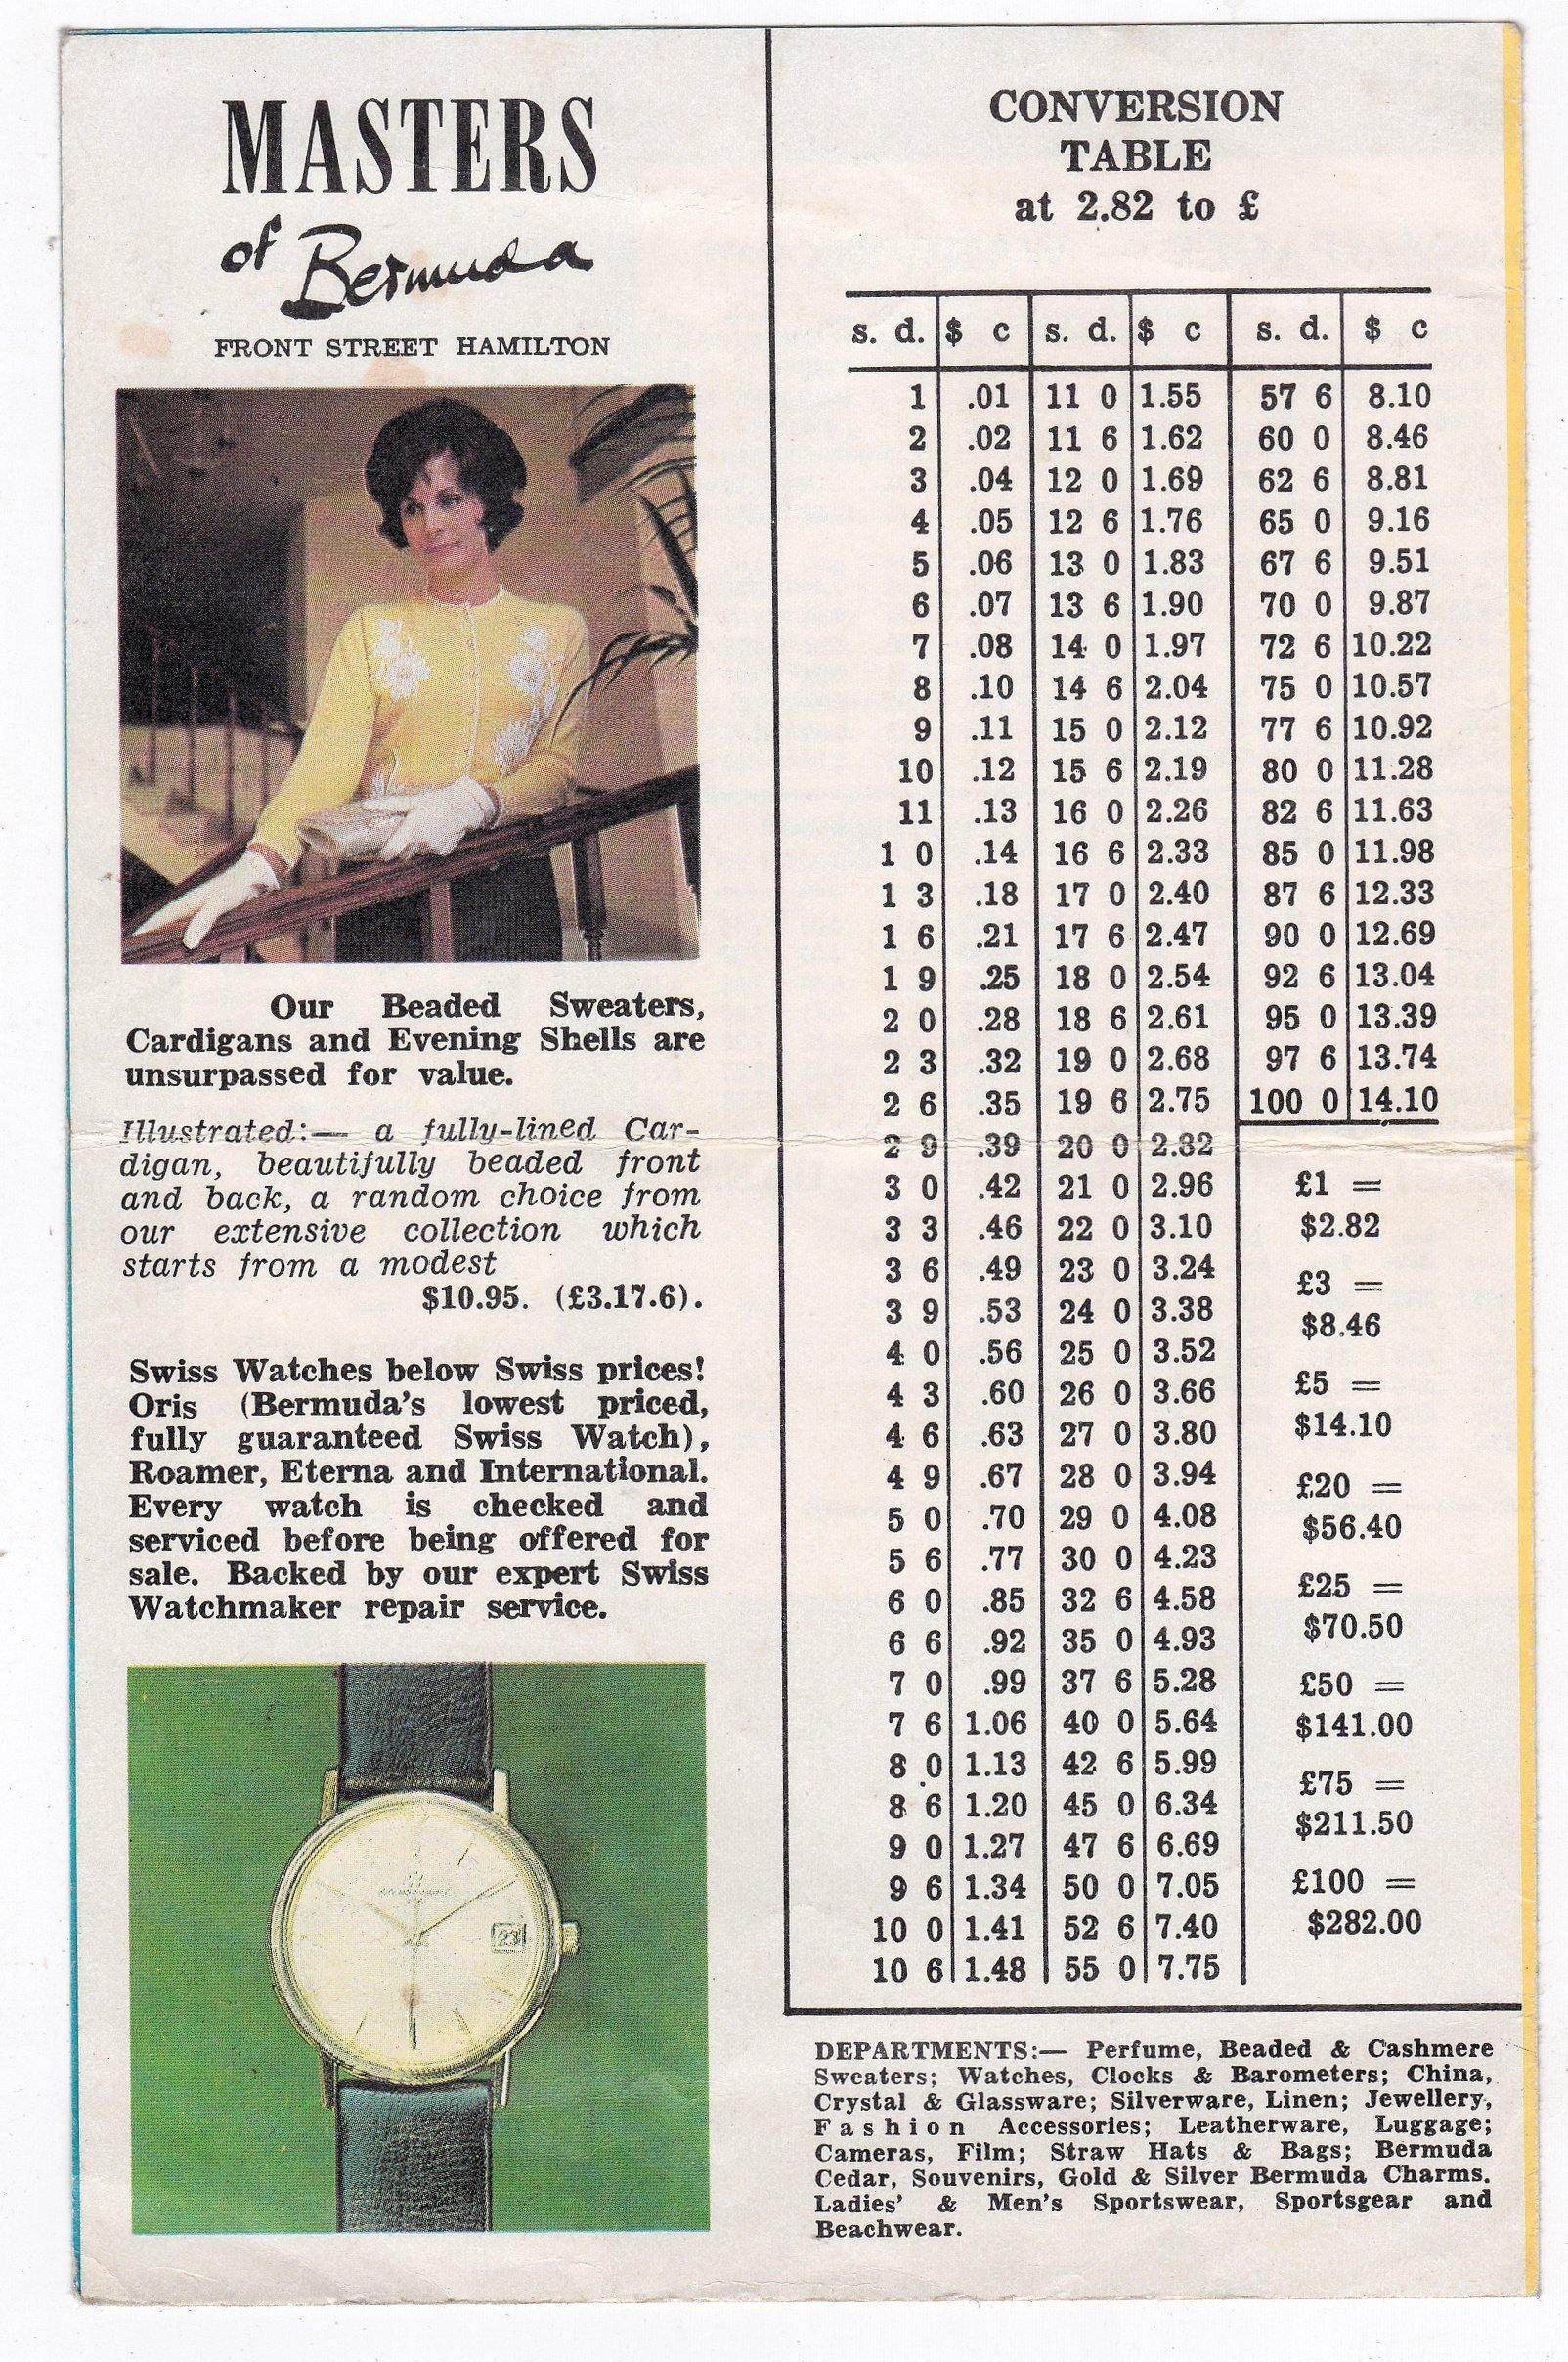 MASTERS
of Bermuda
FRONT STREET HAMILTON
Our Beaded Sweaters,
Cardigans and Evening Shells are
unsurpassed for value.
Illustrated:— a fully-lined Car-
digan, beautifully beaded front
and back, a random choice from
our extensive collection which
starts from a modest
$10.95. (£3.17.6).
Swiss Watches below Swiss prices!
Oris (Bermuda's lowest priced,
fully guaranteed Swiss Watch),
Roamer, Eterna and International.
Every watch is checked and
serviced before being offered for
sale. Backed by our expert Swiss
Watchmaker repair service.
23
CONVERSION
TABLE
at 2.82 to £
s. d. $ c s. d. $ c s. d. $ c
1 .01 11 0 1.55 57 6 8.10
2 .02 11 6 1.62 60 0 8.46
3 .04 12 0 1.69 62 6 8.81
4 .05 12 6 1.76 65 0 9.16
5 .06 13 0 1.83 67 6 9.51
6 .07 13 6 1.90 70 0 9.87
7 .08 14 0 1.97 72 6 10.22
8 .10 14 6 2.04 75 0 10.57
9 .11 15 0 2.12 77 6 10.92
10 .12 15 6 2.19 80 0 11.28
11 .13 16 0 2.26 82 6 11.63
1 0 .14 16 6 2.33 85 0 11.98
1 3 .18 17 0 2.40 87 6 12.33
1 6 .21 17 6 2.47 90 0 12.69
1 9 .25 18 0 2.54 92 6 13.04
2 0 .28 18 6 2.61 95 0 13.39
2 3 .32 19 0 2.68 97 6 13.74
2 6 .35 19 6 2.75 100 0 14.10
2 9 .39 20 0 2.82
3 0 .42 21 0 2.96 £1 =
3 3 .46 22 0 3.10 $2.82
3 6 .49 23 0 3.24 £3 =
3 9 .53 24 0 3.38 $8.46
4 0 .56 25 0 3.52
4 3 .60 26 0 3.66 £5 =
4 6 .63 27 0 3.80 $14.10
4 9 .67 28 0 3.94 £20 =
5 0 .70 29 0 4.08 $56.40
5 6 .77 30 0 4.23
6 0 .85 32 6 4.58 £25 =
6 6 .92 35 0 4.93 $70.50
7 0 .99 37 6 5.28 £50 =
7 6 1.06 40 0 5.64 $141.00
8 0 1.13 42 6 5.99 £75 =
8 6 1.20 45 0 6.34 $211.50
9 0 1.27 47 6 6.69
9 6 1.34 50 0 7.05 £100 =
10 0 1.41 52 6 7.40 $282.00
10 6 1.48 55 0 7.75
DEPARTMENTS:— Perfume, Beaded & Cashmere
Sweaters; Watches, Clocks & Barometers; China,
Crystal & Glassware; Silverware, Linen; Jewellery,
Fashion Accessories; Leatherware, Luggage;
Cameras, Film; Straw Hats & Bags; Bermuda
Cedar, Souvenirs, Gold & Silver Bermuda Charms.
Ladies' & Men's Sportswear, Sportsgear and
Beachwear.